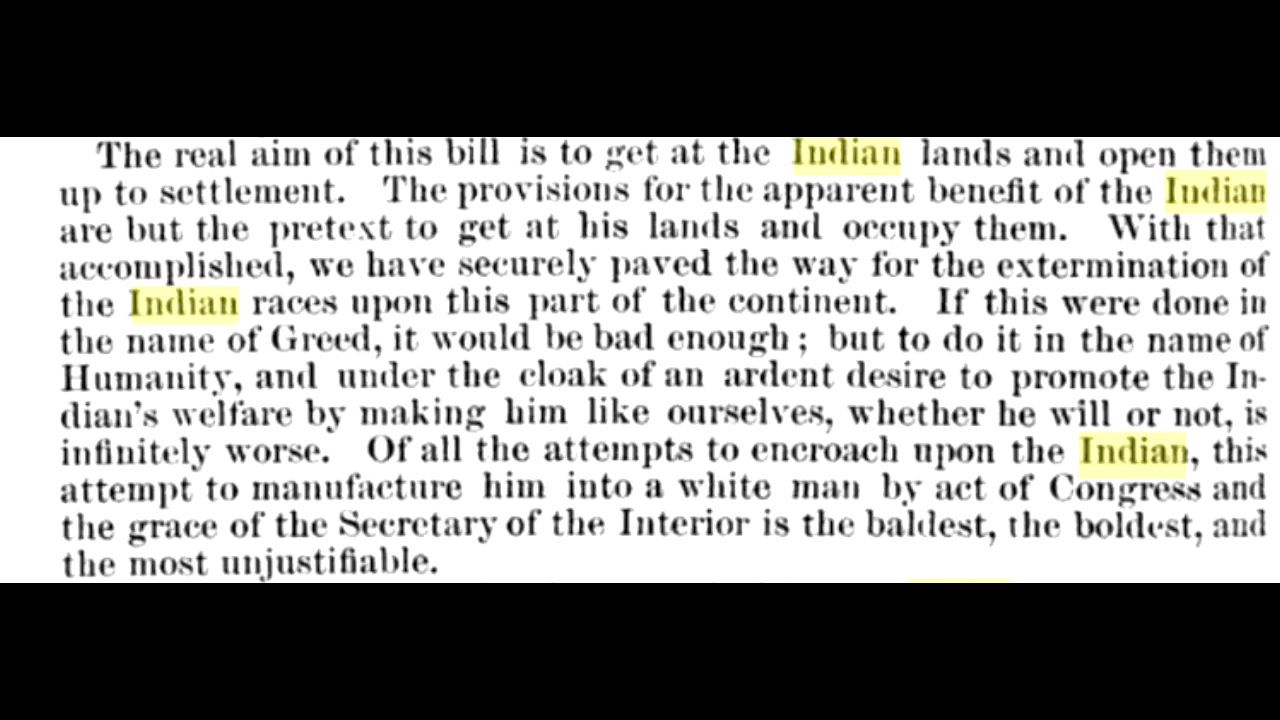 The real aim of this bill is to get at the Indian lands and open them
up to settlement. The provisions for the apparent benefit of the Indian
are but the pretext to get at his lands and occupy them. With that
accomplished, we have securely paved the way for the extermination of
the Indian races upon this part of the continent. If this were done in
the name of Greed, it would be bad enough; but to do it in the name of
Humanity, and under the cloak of an ardent desire to promote the In-
dian's welfare by making him like ourselves, whether he will or not, is
infinitely worse. Of all the attempts to encroach upon the Indian, this
attempt to manufacture him into a white man by act of Congress and
the grace of the Secretary of the Interior is the baldest, the boldest, and
the most unjustifiable.